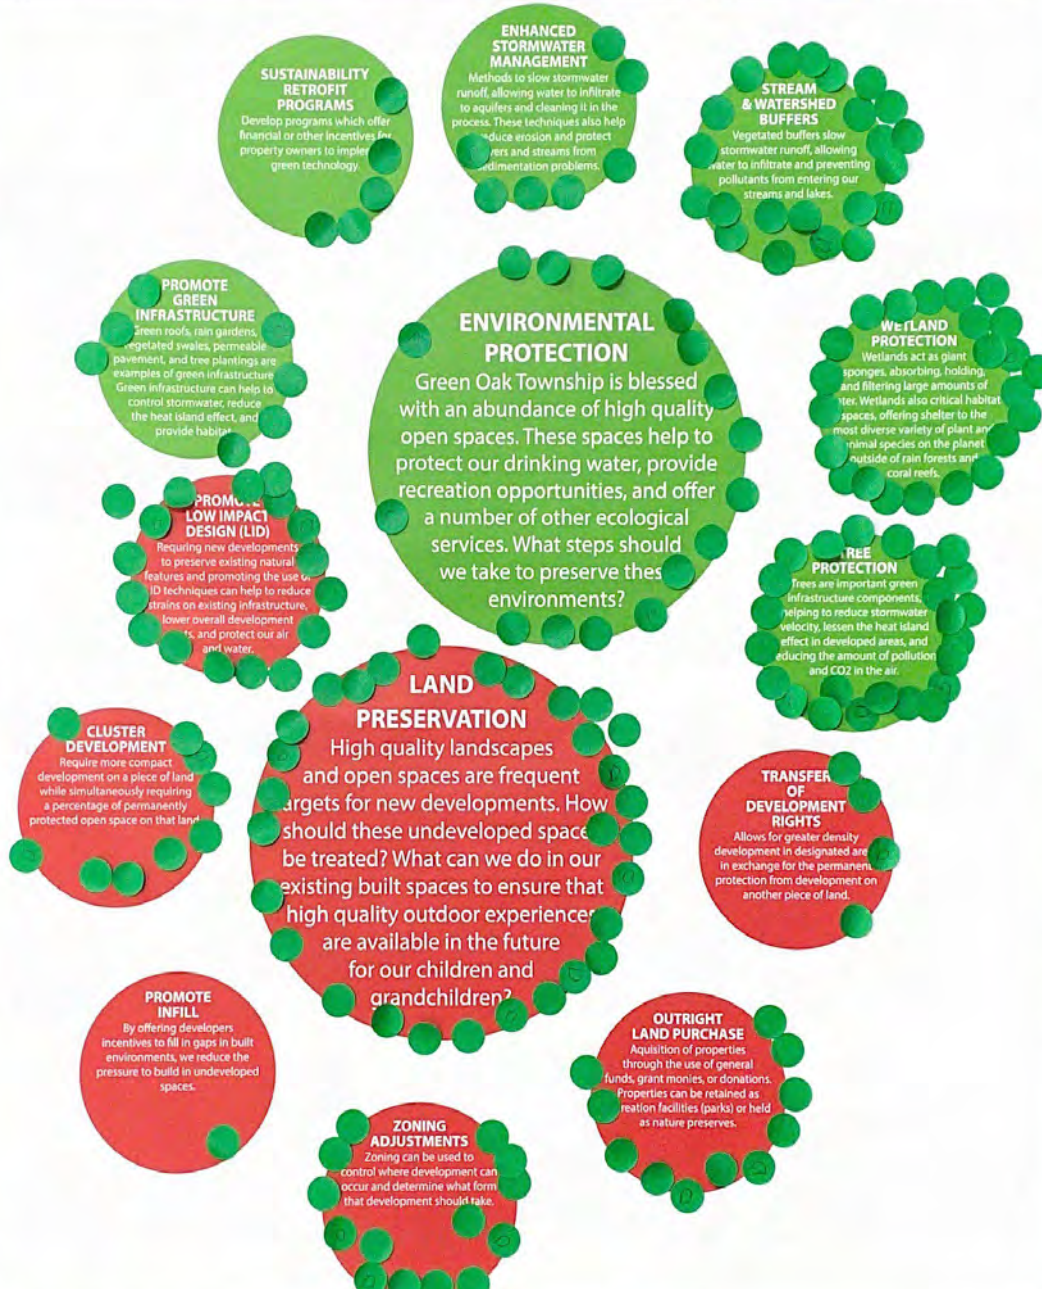 ENHANCED
STORMWATER
MANAGEMENT
Methods to slow stormwater
runoff, allowing water to infiltrate
to aquifers and cleaning it in the
process. These techniques also help
educe erosion and protect
vers and streams from
sedimentation problems.
SUSTAINABILITY
RETROFIT
PROGRAMS
Develop programs which offer
financial or other incentives for
property owners to imple
green technology.
STREAM
& WATERSHED
BUFFERS
Vegetated buffers slow
stormwater runoff, allowing
water to infiltrate and preventing
pollutants from entering our
streams and lakes.
PROMOTE
GREEN
INFRASTRUCTURE
Green roofs, rain gardens,
vegetated swales, permeable
pavement, and tree plantings are
examples of green infrastructure
Green infrastructure can help to
control stormwater, reduce
the heat island effect, and
provide habitat
ENVIRONMENTAL
PROTECTION
Green Oak Township is blessed
with an abundance of high quality
open spaces. These spaces help to
protect our drinking water, provide
recreation opportunities, and offer
a number of other ecological
services. What steps should
we take to preserve thes
environments?
WETLAND
PROTECTION
Wetlands act as giant
sponges, absorbing, holding,
and filtering large amounts of
ter. Wetlands also critical habitat
spaces, offering shelter to the
most diverse variety of plant and
animal species on the planet
outside of rain forests and
coral reefs.
PROMOTE
LOW IMPACT
DESIGN (LID)
Requring new developments
to preserve existing natural
features and promoting the use of
ID techniques can help to reduce
strains on existing infrastructure,
lower overall development
ts, and protect our air
and water.
TREE
PROTECTION
Trees are important green
infrastructure components,
helping to reduce stormwater
velocity, lessen the heat island
effect in developed areas, and
educing the amount of pollution
and CO2 in the air.
LAND
PRESERVATION
High quality landscapes
and open spaces are frequent
argets for new developments. How
should these undeveloped space
be treated? What can we do in our
existing built spaces to ensure that
high quality outdoor experiences
are available in the future
for our children and
grandchildren?
CLUSTER
DEVELOPMENT
Require more compact
development on a piece of land
while simultaneously requiring
a percentage of permanently
protected open space on that land
TRANSFER
OF
DEVELOPMENT
RIGHTS
Allows for greater density
development in designated are
in exchange for the permanent
protection from development on
another piece of land.
PROMOTE
INFILL
By offering developers
incentives to fill in gaps in built
environments, we reduce the
pressure to build in undeveloped
spaces.
OUTRIGHT
LAND PURCHASE
Aquisition of properties
through the use of general
funds, grant monies, or donations.
Properties can be retained as
reation facilities (parks) or held
as nature preserves.
ZONING
ADJUSTMENTS
Zoning can be used to
control where development can
occur and determine what form
that development should take.